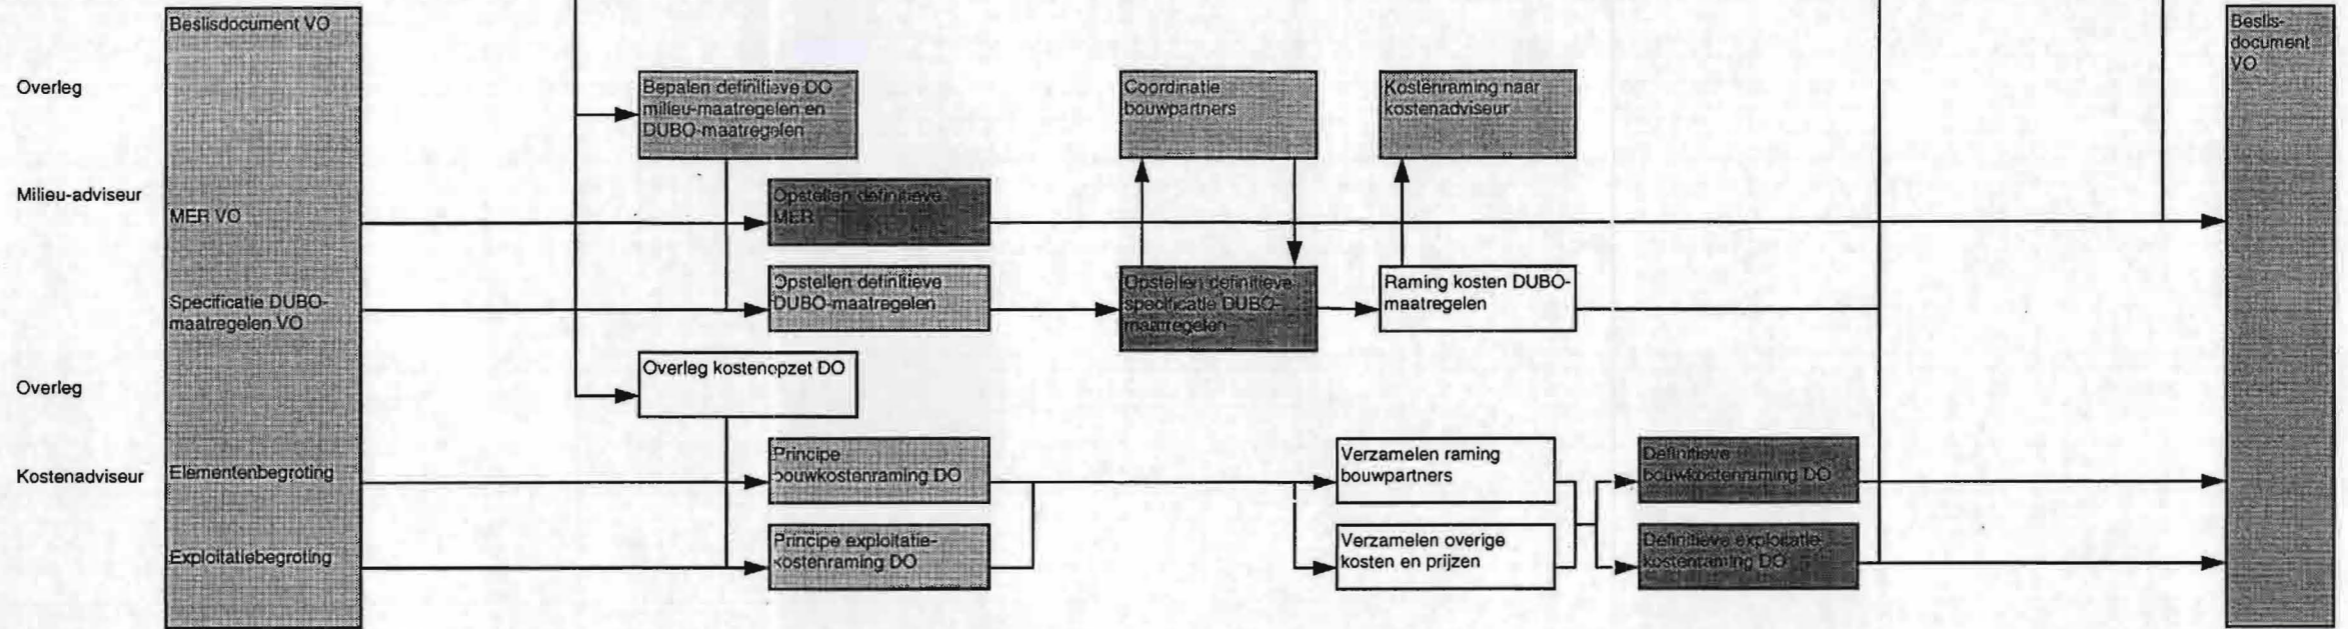 Beslisdocument VO
Beslis-
document
VO
Overleg
Bepalen definitieve DO
milieu-maatregelen en
DUBO-maatregelen
Coordinatie
bouwpartners
Kostenraming naar
kostenadviseur
Milieu-adviseur
MER VO
Opstellen definitieve
MER
Specificatie DUBO-
maatregelen VO
Opstellen definitieve
DUBO-maatregelen
Opstellen definitieve
specificatie DUBO-
maatregelen
Raming kosten DUBO-
maatregelen
Overleg
Overleg kostenopzet DO
Kostenadviseur
Elementenbegroting
Principe
bouwkostenraming DO
Verzamelen raming
bouwpartners
Definitieve
bouwkostenraming DO
Exploitatiebegroting
Principe exploitatie-
kostenraming DO
Verzamelen overige
kosten en prijzen
Definitieve exploitatie-
kostenraming DO